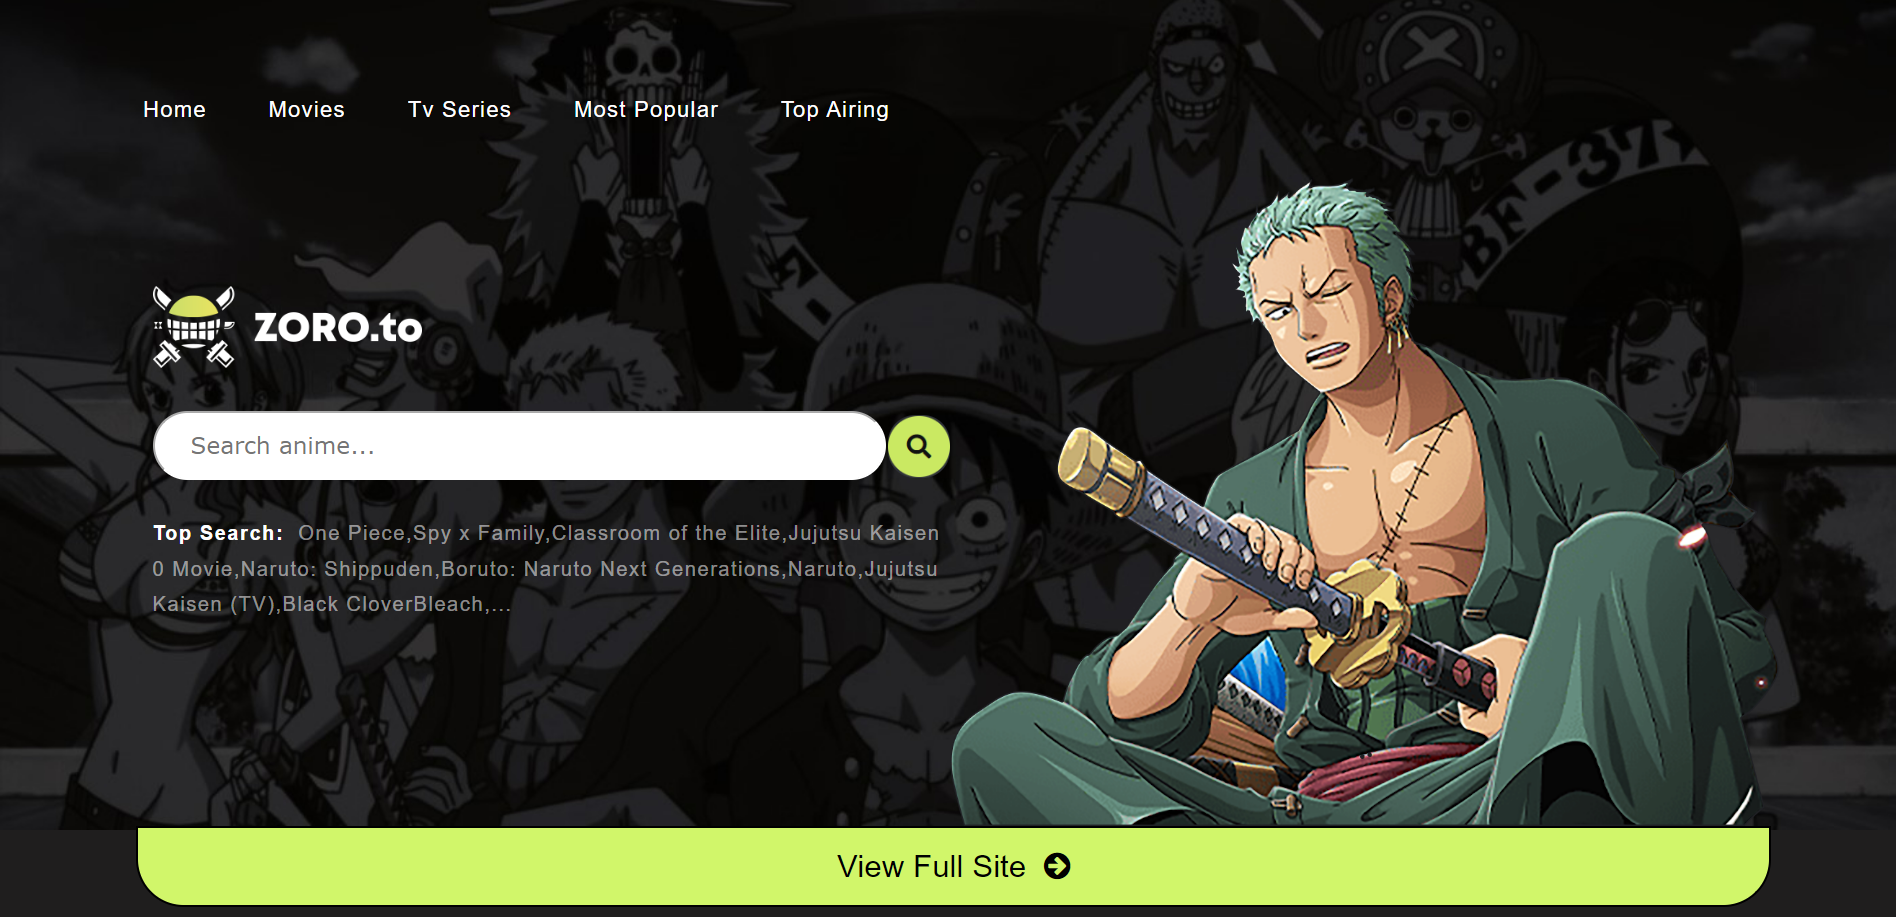 Home Movies Tv Series Most Popular Top Airing
BF-37
ZORO.to
Search anime...
Top Search: One Piece,Spy x Family,Classroom of the Elite,Jujutsu Kaisen
0 Movie,Naruto: Shippuden,Boruto: Naruto Next Generations,Naruto,Jujutsu
Kaisen (TV),Black CloverBleach,...
View Full Site